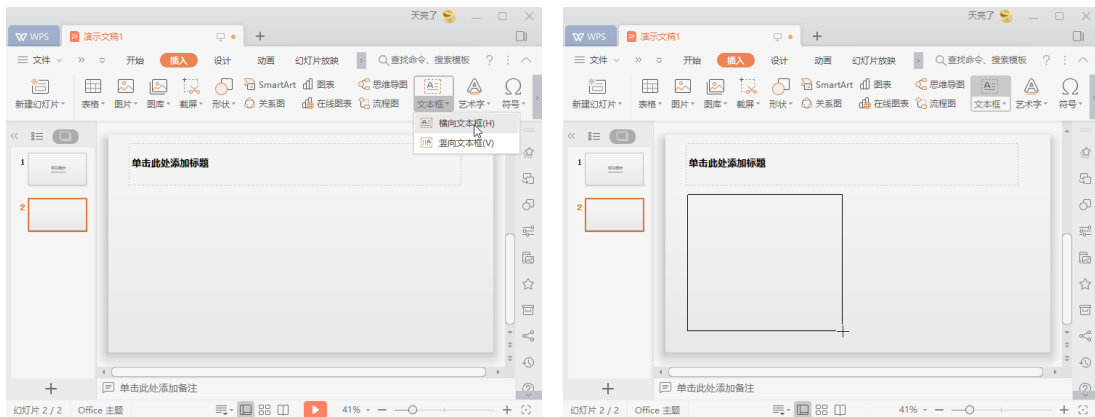 天完了
WPS 演示文稿1
文件 开始 插入 设计 动画 幻灯片放映 查找命令、搜索模板
新建幻灯片 表格 图片 图库 截屏 形状 SmartArt 图表 思维导图 文本框 艺术字 符号
关系图 在线图表 流程图
横向文本框(H)
竖向文本框(V)
1
单击此处添加标题
2
单击此处添加备注
幻灯片 2 / 2 Office 主题 41%
天完了
WPS 演示文稿1
文件 开始 插入 设计 动画 幻灯片放映 查找命令、搜索模板
新建幻灯片 表格 图片 图库 截屏 形状 SmartArt 图表 思维导图 文本框 艺术字 符号
关系图 在线图表 流程图
1
单击此处添加标题
2
单击此处添加备注
幻灯片 2 / 2 Office 主题 41%